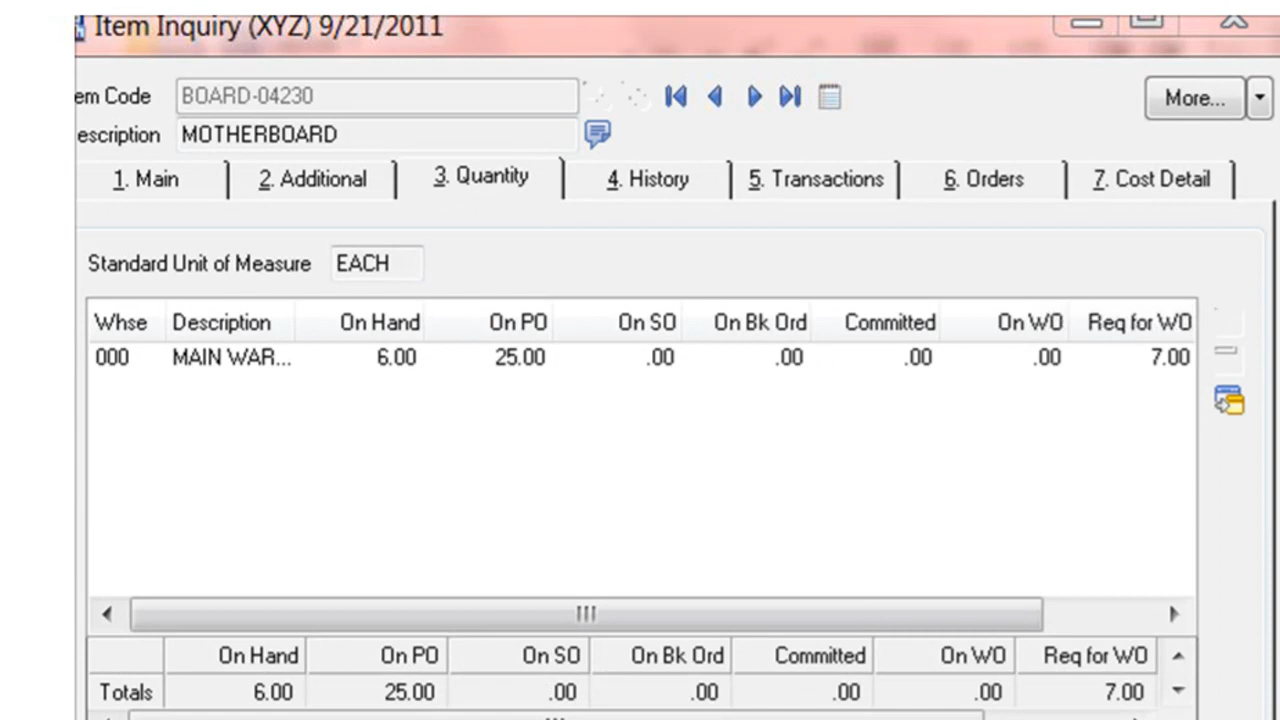 Item Inquiry (XYZ) 9/21/2011
em Code BOARD-04230 More...
escription MOTHERBOARD
1. Main 2. Additional 3. Quantity 4. History 5. Transactions 6. Orders 7. Cost Detail
Standard Unit of Measure EACH
Whse Description On Hand On PO On SO On Bk Ord Committed On WO Req for WO
000 MAIN WAR... 6.00 25.00 .00 .00 .00 .00 7.00
On Hand On PO On SO On Bk Ord Committed On WO Req for WO
Totals 6.00 25.00 .00 .00 .00 .00 7.00